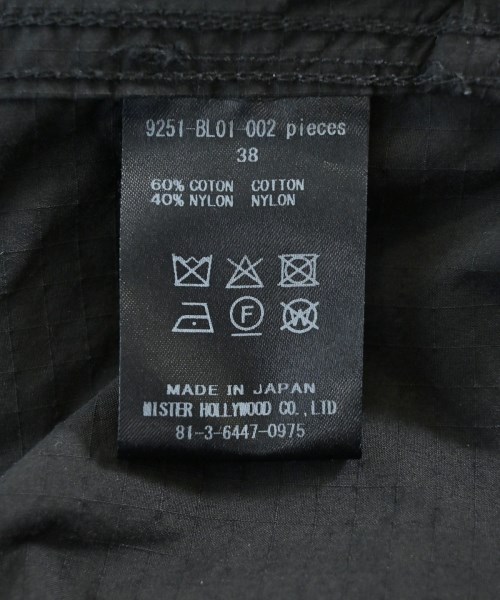 9251-BL01-002 pieces
38
60% COTON COTTON
40% NYLON NYLON
F
W
MADE IN JAPAN
MISTER HOLLYWOOD CO.,LTD
81-3-6447-0975